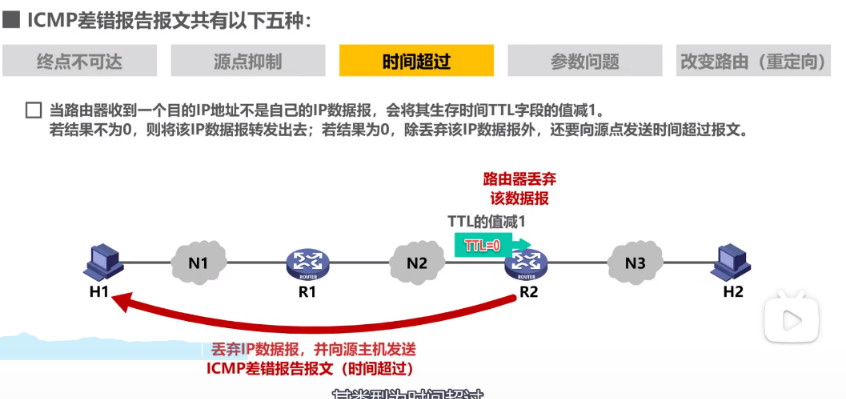 ICMP差错报告报文共有以下五种：
终点不可达
源点抑制
时间超过
参数问题
改变路由（重定向）
当路由器收到一个目的IP地址不是自己的IP数据报，会将其生存时间TTL字段的值减1。
若结果不为0，则将该IP数据报转发出去；若结果为0，除丢弃该IP数据报外，还要向源点发送时间超过报文。
路由器丢弃
该数据报
TTL的值减1
TTL=0
N1
N2
N3
ROUTER
ROUTER
H1
R1
R2
H2
丢弃IP数据报，并向源主机发送
ICMP差错报告报文（时间超过）
其类型为时间超过